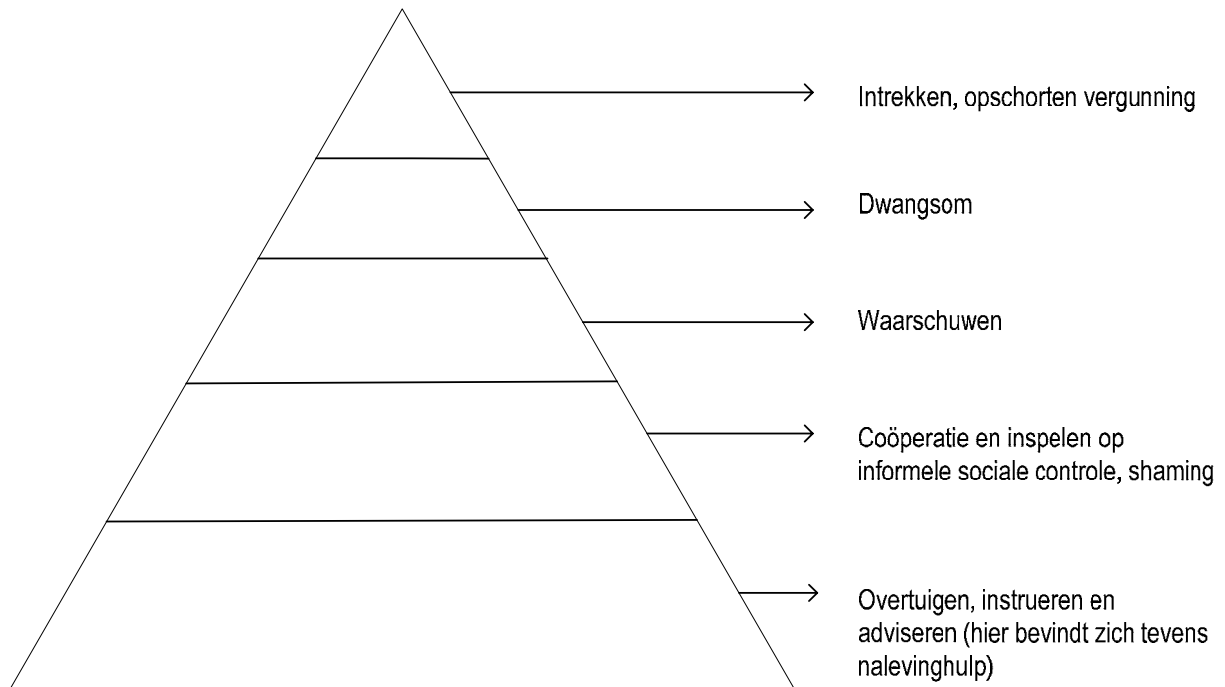 Intrekken, opschorten vergunning
Dwangsom
Waarschuwen
Coöperatie en inspelen op
informele sociale controle, shaming
Overtuigen, instrueren en
adviseren (hier bevindt zich tevens
nalevinghulp)